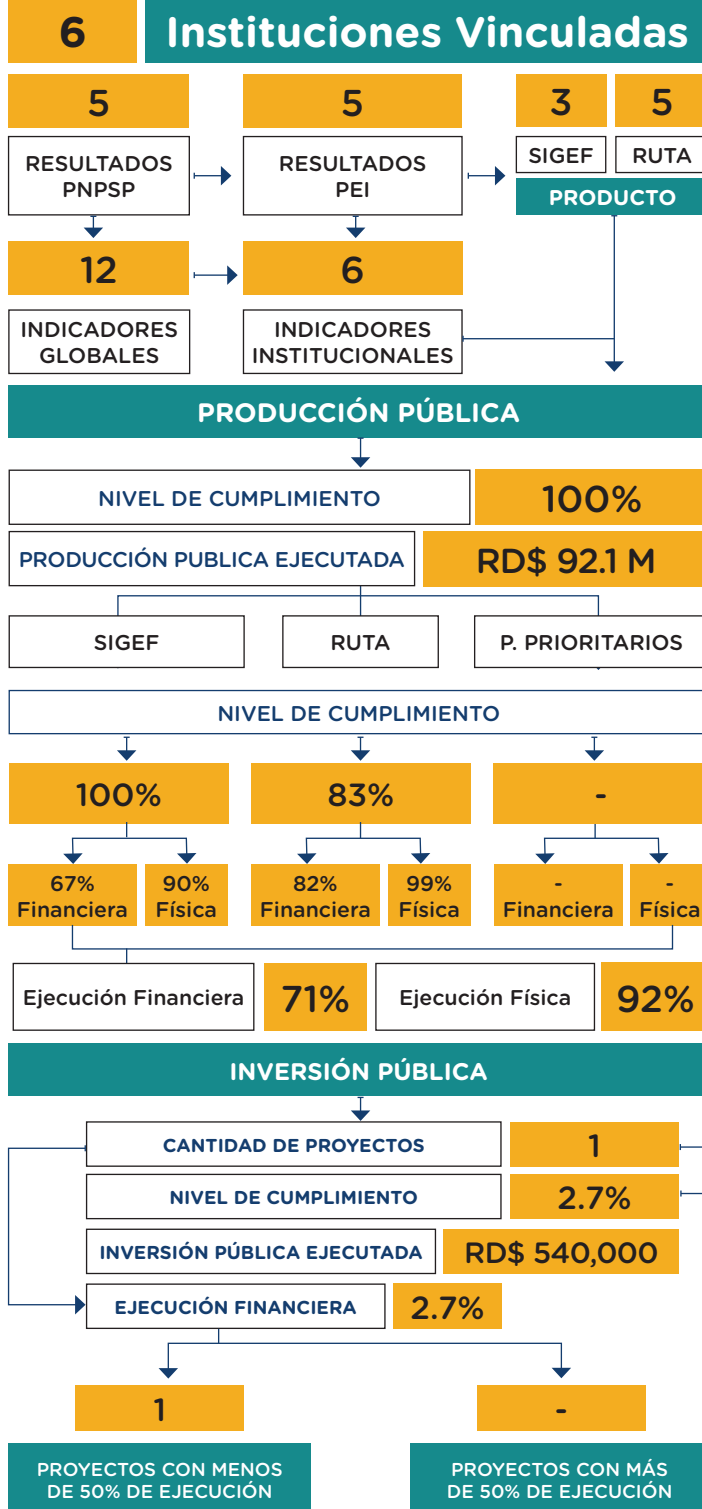 6 Instituciones Vinculadas
5
5
3
5
RESULTADOS
PNPSP
RESULTADOS
PEI
SIGEF
RUTA
PRODUCTO
12
6
INDICADORES
GLOBALES
INDICADORES
INSTITUCIONALES
PRODUCCIÓN PÚBLICA
NIVEL DE CUMPLIMIENTO 100%
PRODUCCIÓN PUBLICA EJECUTADA RD$ 92.1 M
SIGEF
RUTA
P. PRIORITARIOS
NIVEL DE CUMPLIMIENTO
100%
83%
-
67%
Financiera
90%
Física
82%
Financiera
99%
Física
-
Financiera
-
Física
Ejecución Financiera 71%
Ejecución Física 92%
INVERSIÓN PÚBLICA
CANTIDAD DE PROYECTOS 1
NIVEL DE CUMPLIMIENTO 2.7%
INVERSIÓN PÚBLICA EJECUTADA RD$ 540,000
EJECUCIÓN FINANCIERA 2.7%
1
-
PROYECTOS CON MENOS
DE 50% DE EJECUCIÓN
PROYECTOS CON MÁS
DE 50% DE EJECUCIÓN